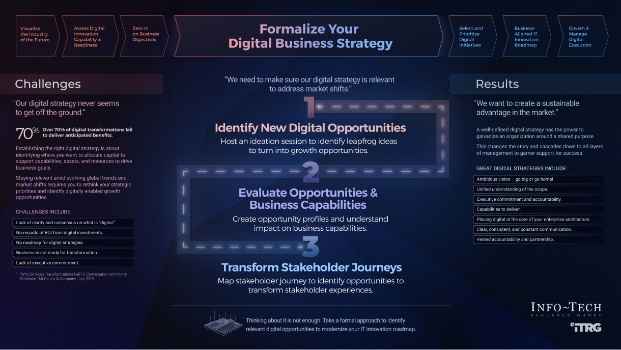 Visualize
the Industry
of the Future
Assess Digital
Innovation
Capability &
Readiness
Zero in
on Business
Objectives
Formalize Your
Digital Business Strategy
Select and
Prioritize
Digital
Initiatives
Business-
Aligned IT
Innovation
Roadmap
Govern &
Manage
Digital
Execution
Challenges
"Our digital strategy never seems
to get off the ground."
70% Over 70% of digital transformations fail
to deliver anticipated benefits.
Establishing the right digital strategy is about
identifying where you want to allocate capital to
support capabilities, assets, and resources to drive
business goals.
Staying relevant amid evolving global trends and
market shifts requires you to rethink your strategic
priorities and identify digitally enabled growth
opportunities.
CHALLENGES INCLUDE:
Lack of clarity and consensus on what is "digital"
No records of ROI from digital investments.
No roadmap for digital strategies.
Business is not ready for transformation.
Lack of executive commitment.
"We need to make sure our digital strategy is relevant
to address market shifts."
1
Identify New Digital Opportunities
Host an ideation session to identify leapfrog ideas
to turn into growth opportunities.
2
Evaluate Opportunities &
Business Capabilities
Create opportunity profiles and understand
impact on business capabilities.
3
Transform Stakeholder Journeys
Map stakeholder journey to identify opportunities to
transform stakeholder experiences.
Thinking about it is not enough. Take a formal approach to identify
relevant digital opportunities to modernize your IT innovation roadmap.
Results
"We want to create a sustainable
advantage in the market."
A well-defined digital strategy has the power to
galvanize an organization around a shared purpose.
This changes the story and cascades down to all layers
of management to garner support for success.
GREAT DIGITAL STRATEGIES INCLUDE:
Ambitious vision – go big or go home!
Unified understanding of the scope.
Executive commitment and accountability.
Capabilities to deliver.
Placing digital at the core of your enterprise architecture.
Clear, consistent, and constant communication.
Vested accountability and partnership.
INFO~TECH
RESEARCH GROUP
#iTRG